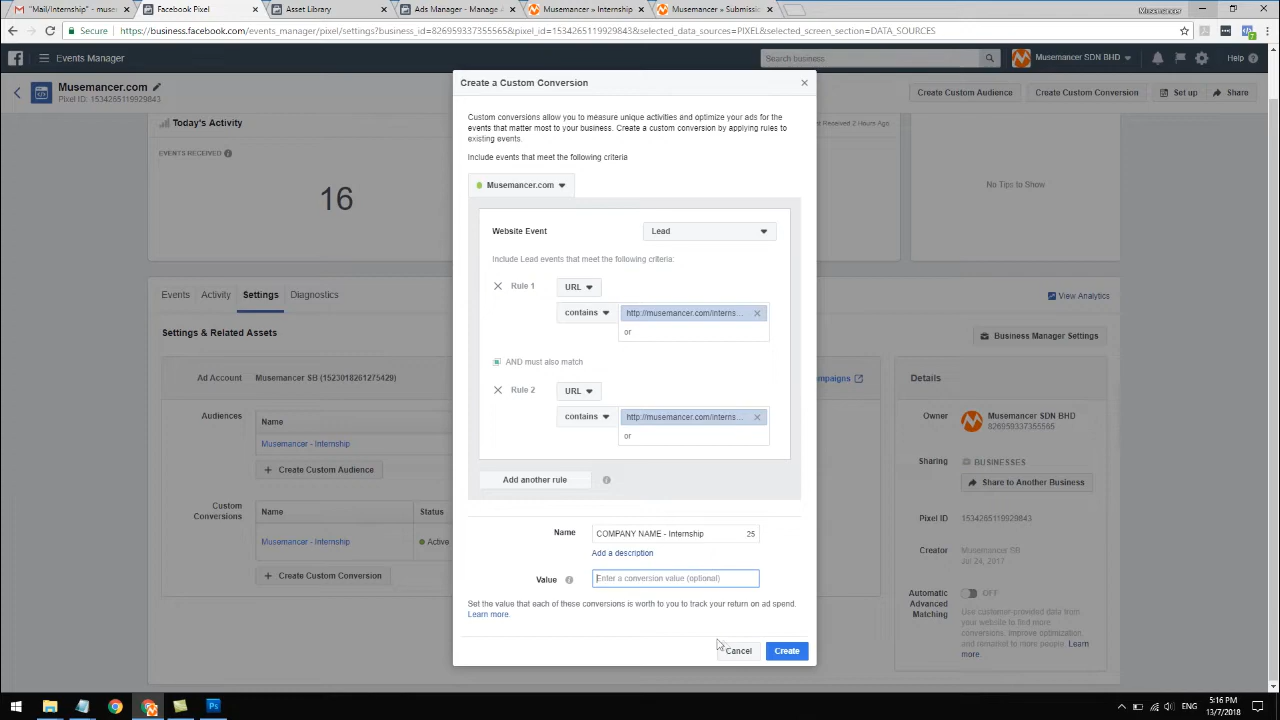 "Mail/Internship" - musem
Facebook Pixel
Asset Library
Ads Manager - Manage A
Musemancer » Internship
Musemancer » Submissio
Musemancer
https://business.facebook.com/events_manager/pixel/settings?business_id=826959337355565&pixel_id=1534265119929843&selected_data_sources=PIXEL&selected_screen_section=DATA_SOURCES
Events Manager
Search business
Musemancer SDN BHD
Help
Musemancer.com
Pixel ID: 1534265119929843
Create Custom Audience
Create Custom Conversion
Set up
Share
Today's Activity
Received 2 Hours Ago
EVENTS RECEIVED
16
No Tips to Show
Events
Activity
Settings
Diagnostics
View Analytics
Settings & Related Assets
Business Manager Settings
Ad Account
Musemancer SB (1523018261275429)
mpaigns
Audiences
Name
Musemancer - Internship
+ Create Custom Audience
Custom
Conversions
Name
Status
Musemancer - Internship
Active
+ Create Custom Conversion
Create a Custom Conversion
Custom conversions allow you to measure unique activities and optimize your ads for the
events that matter most to your business. Create a custom conversion by applying rules to
existing events.
Include events that meet the following criteria
Musemancer.com
Website Event
Lead
Include Lead events that meet the following criteria:
Rule 1
URL
contains
http://musemancer.com/interns...
or
AND must also match
Rule 2
URL
contains
http://musemancer.com/interns...
or
Add another rule
Name
COMPANY NAME - Internship
25
Add a description
Value
Enter a conversion value (optional)
Set the value that each of these conversions is worth to you to track your return on ad spend.
Learn more.
Cancel
Create
Details
Owner
Musemancer SDN BHD
826959337355565
Sharing
BUSINESSES
Share to Another Business
Pixel ID
1534265119929843
Creator
Musemancer SB
Jul 24, 2017
Automatic
Advanced
Matching
OFF
Use customer-provided data from
your website to find more
conversions. Improve optimization,
and remarket to more people. Learn
more.
ENG
5:16 PM
13/7/2018